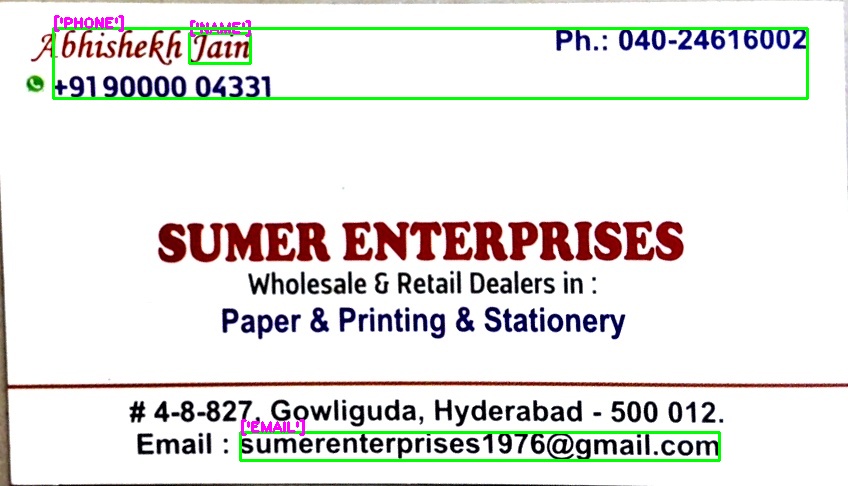 ['PHONE']
['NAME']
Abhishekh Jain
Ph.: 040-24616002
+91 90000 04331
SUMER ENTERPRISES
Wholesale & Retail Dealers in :
Paper & Printing & Stationery
# 4-8-827, Gowliguda, Hyderabad - 500 012.
['EMAIL']
Email : sumerenterprises1976@gmail.com